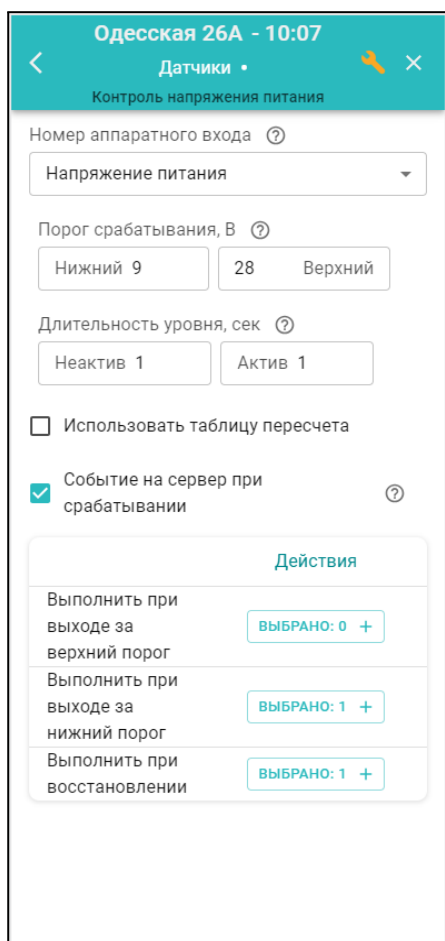 Одесская 26А - 10:07
Датчики •
Контроль напряжения питания
Номер аппаратного входа ?
Напряжение питания
Порог срабатывания, В ?
Нижний 9 28 Верхний
Длительность уровня, сек ?
Неактив 1 Актив 1
Использовать таблицу пересчета
Событие на сервер при
срабатывании ?
Действия
Выполнить при
выходе за
верхний порог
ВЫБРАНО: 0 +
Выполнить при
выходе за
нижний порог
ВЫБРАНО: 1 +
Выполнить при
восстановлении
ВЫБРАНО: 1 +